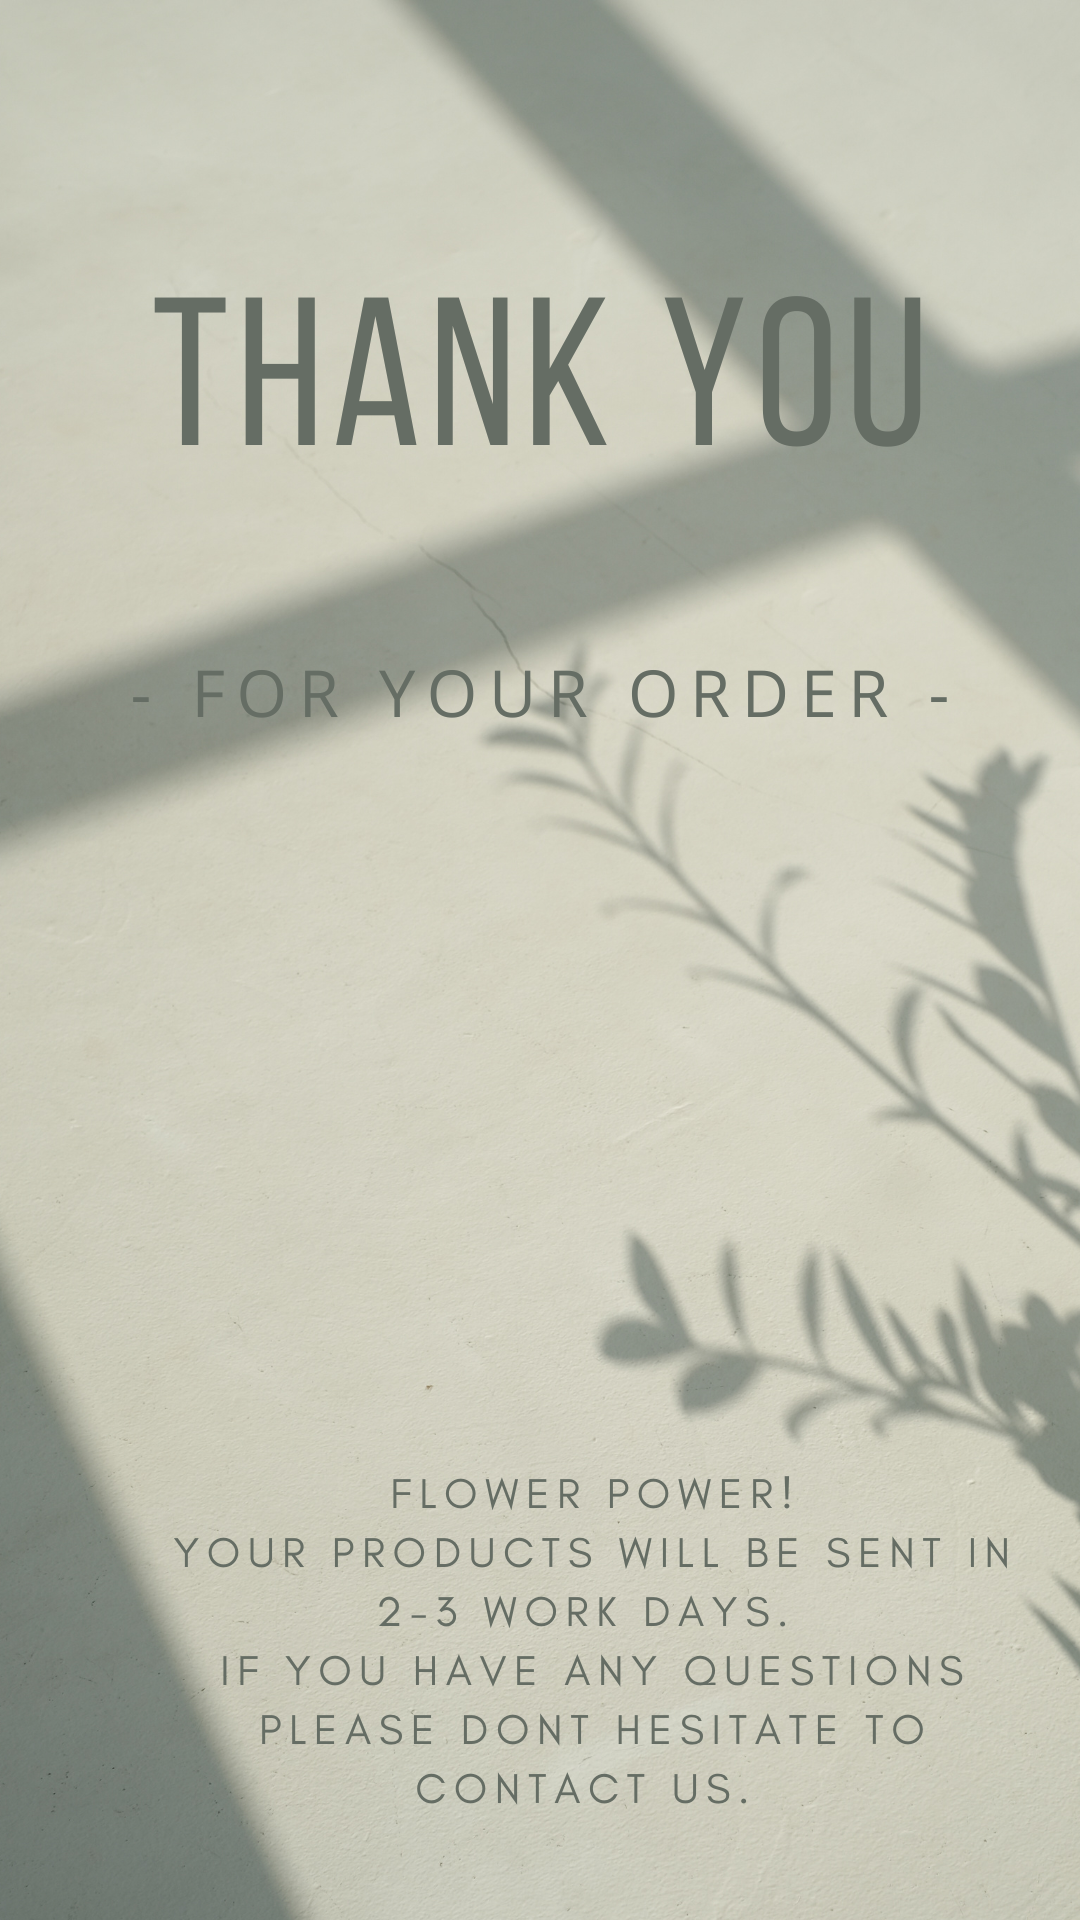 THANK YOU
- FOR YOUR ORDER -
FLOWER POWER!
YOUR PRODUCTS WILL BE SENT IN
2-3 WORK DAYS.
IF YOU HAVE ANY QUESTIONS
PLEASE DONT HESITATE TO
CONTACT US.